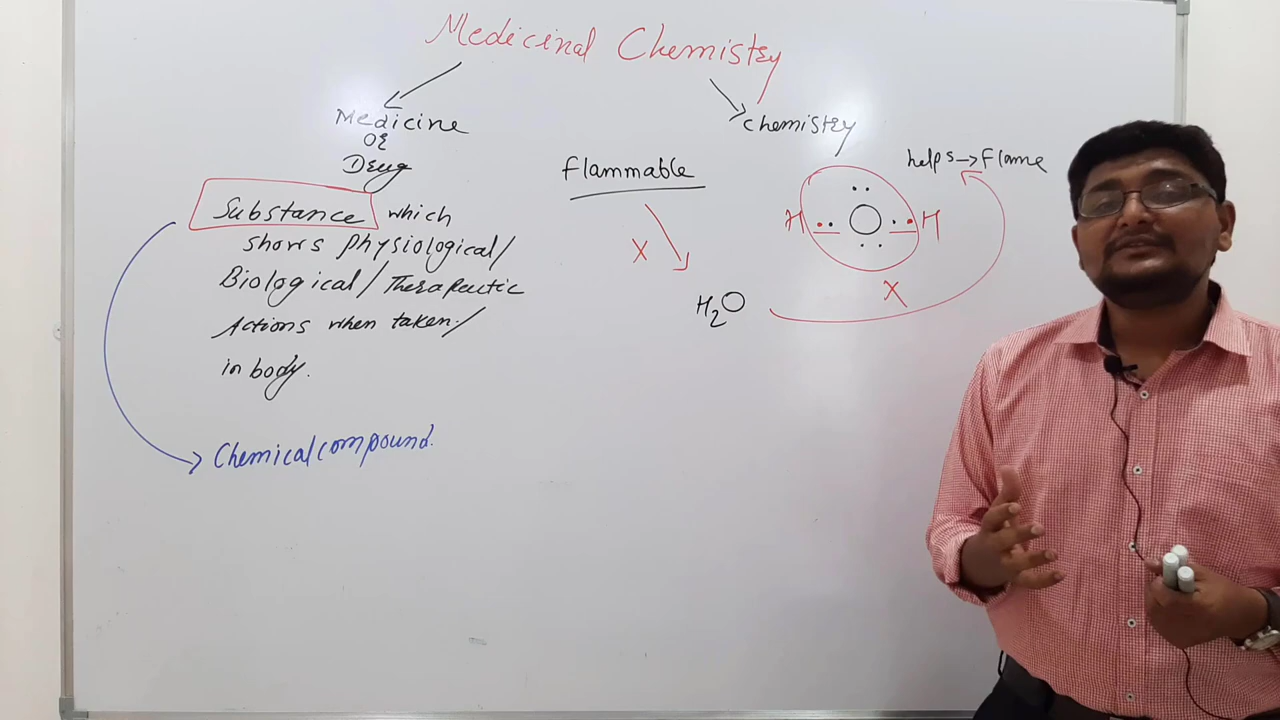 Medicinal Chemistry
Medicine
or
Drug
Substance which
shows physiological/
Biological/Therapeutic
Actions when taken/
in body.
Chemical compound.
chemistry
flammable
helps → Flame
H O H
X
X
H2O